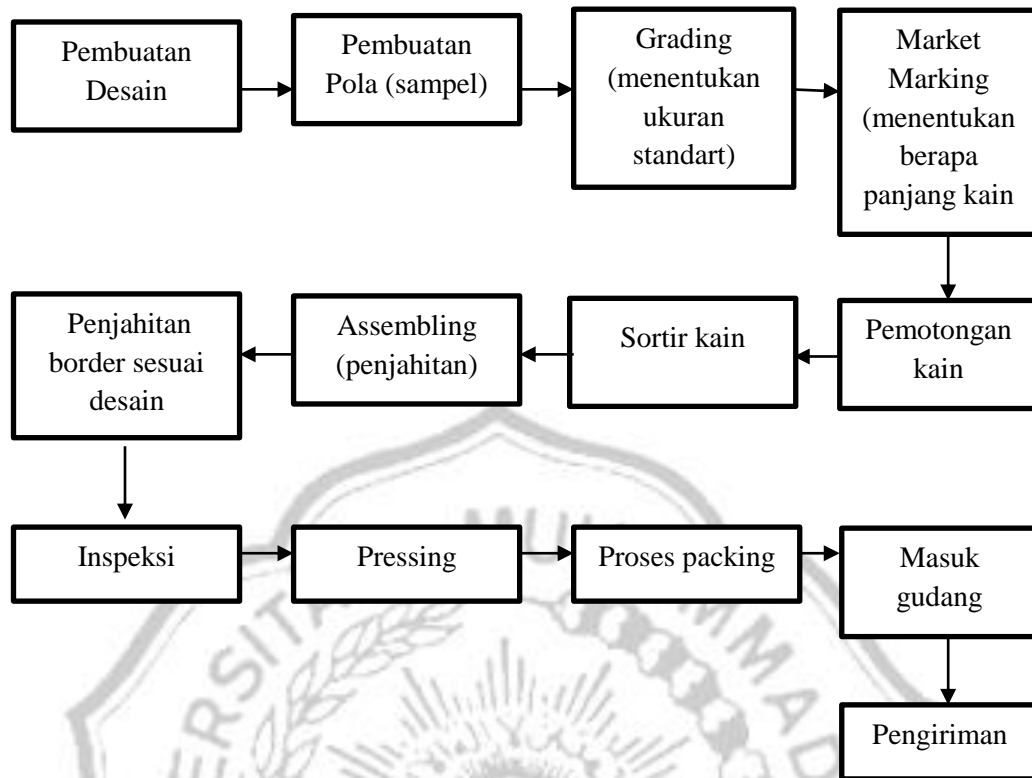 Pembuatan
Desain
Pembuatan
Pola (sampel)
Grading
(menentukan
ukuran
standart)
Market
Marking
(menentukan
berapa
panjang kain
Pemotongan
kain
Sortir kain
Assembling
(penjahitan)
Penjahitan
border sesuai
desain
Inspeksi
Pressing
Proses packing
Masuk
gudang
Pengiriman